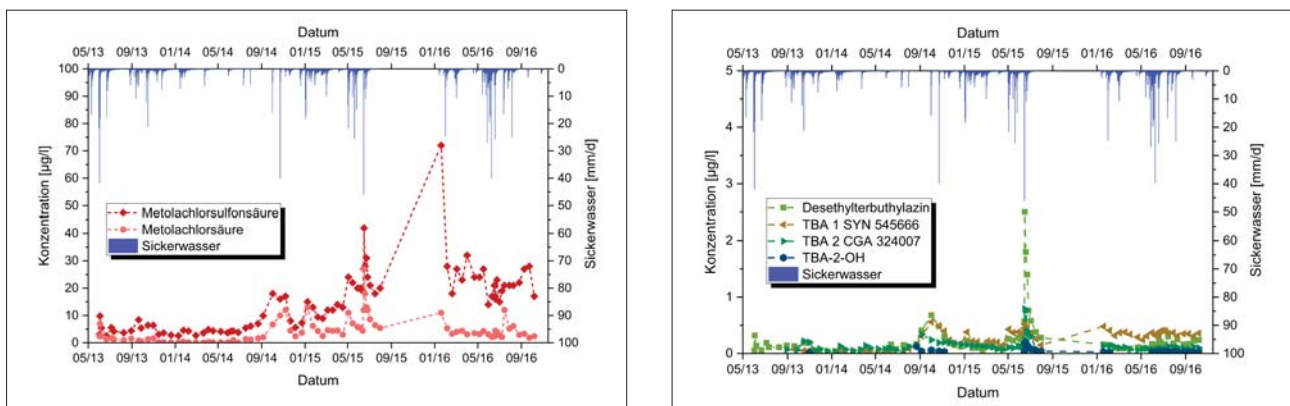 Datum
05/13 09/13 01/14 05/14 09/14 01/15 05/15 09/15 01/16 05/16 09/16
100
90
80
70
60
50
40
30
20
10
0
Konzentration [µg/l]
0
10
20
30
40
50
60
70
80
90
100
Sickerwasser [mm/d]
Metolachlorsulfonsäure
Metolachlorsäure
Sickerwasser
05/13 09/13 01/14 05/14 09/14 01/15 05/15 09/15 01/16 05/16 09/16
Datum
Datum
05/13 09/13 01/14 05/14 09/14 01/15 05/15 09/15 01/16 05/16 09/16
5
4
3
2
1
0
Konzentration [µg/l]
0
10
20
30
40
50
60
70
80
90
100
Sickerwasser [mm/d]
Desethylterbuthylazin
TBA 1 SYN 545666
TBA 2 CGA 324007
TBA-2-OH
Sickerwasser
05/13 09/13 01/14 05/14 09/14 01/15 05/15 09/15 01/16 05/16 09/16
Datum